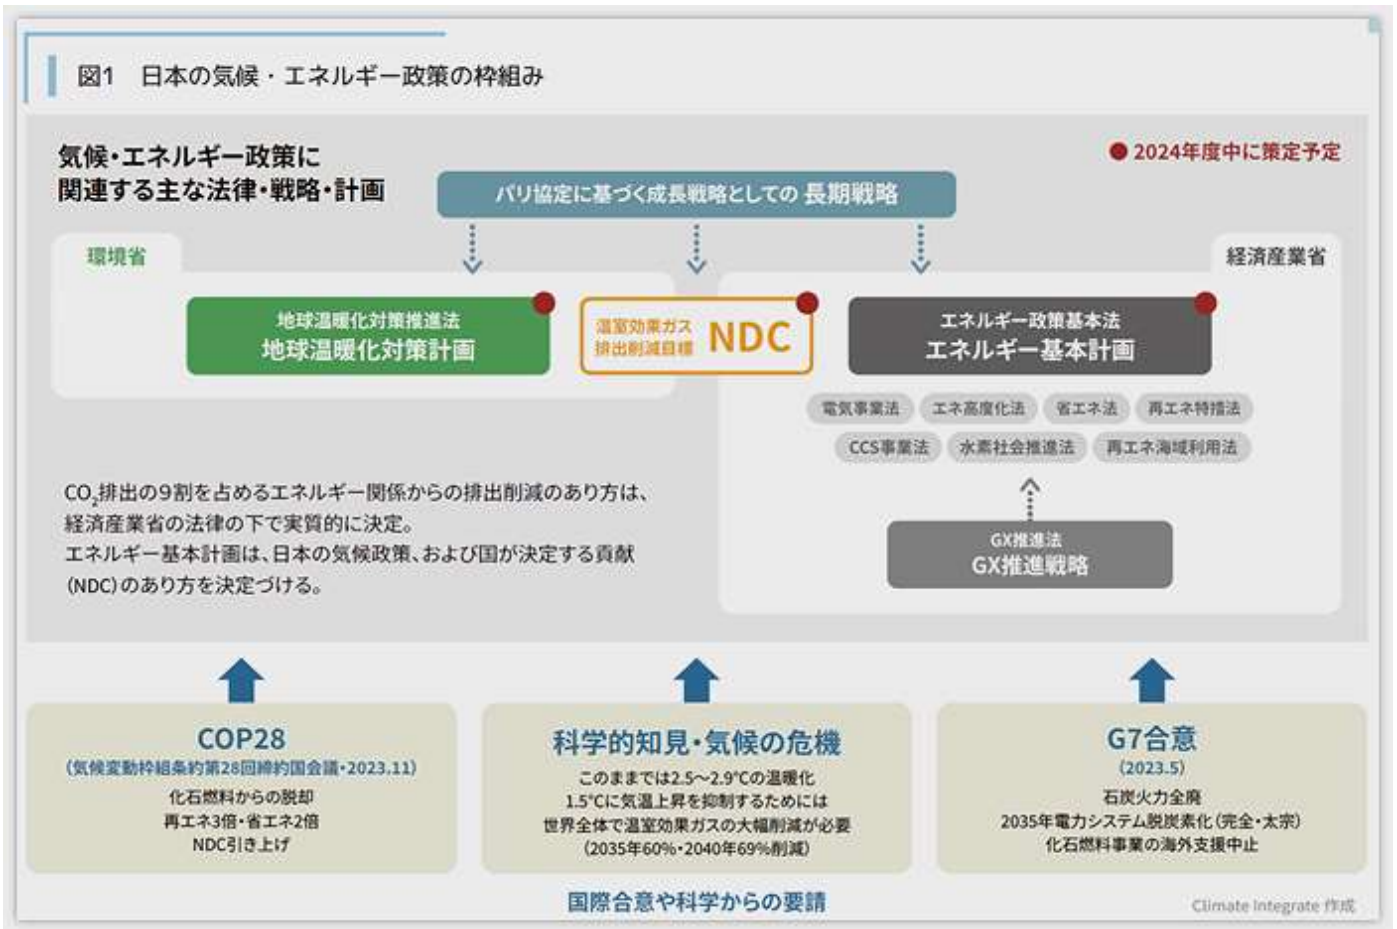 図1　日本の気候・エネルギー政策の枠組み
気候・エネルギー政策に
関連する主な法律・戦略・計画
● 2024年度中に策定予定
パリ協定に基づく成長戦略としての 長期戦略
環境省
経済産業省
地球温暖化対策推進法
地球温暖化対策計画
温室効果ガス
排出削減目標
NDC
エネルギー政策基本法
エネルギー基本計画
電気事業法
エネ高度化法
省エネ法
再エネ特措法
CCS事業法
水素社会推進法
再エネ海域利用法
CO₂排出の9割を占めるエネルギー関係からの排出削減のあり方は、
経済産業省の法律の下で実質的に決定。
エネルギー基本計画は、日本の気候政策、および国が決定する貢献
(NDC)のあり方を決定づける。
GX推進法
GX推進戦略
COP28
(気候変動枠組条約第28回締約国会議・2023.11)
化石燃料からの脱却
再エネ3倍・省エネ2倍
NDC引き上げ
科学的知見・気候の危機
このままでは2.5〜2.9℃の温暖化
1.5℃に気温上昇を抑制するためには
世界全体で温室効果ガスの大幅削減が必要
(2035年60%・2040年69%削減)
G7合意
(2023.5)
石炭火力全廃
2035年電力システム脱炭素化(完全・太宗)
化石燃料事業の海外支援中止
国際合意や科学からの要請
Climate Integrate 作成